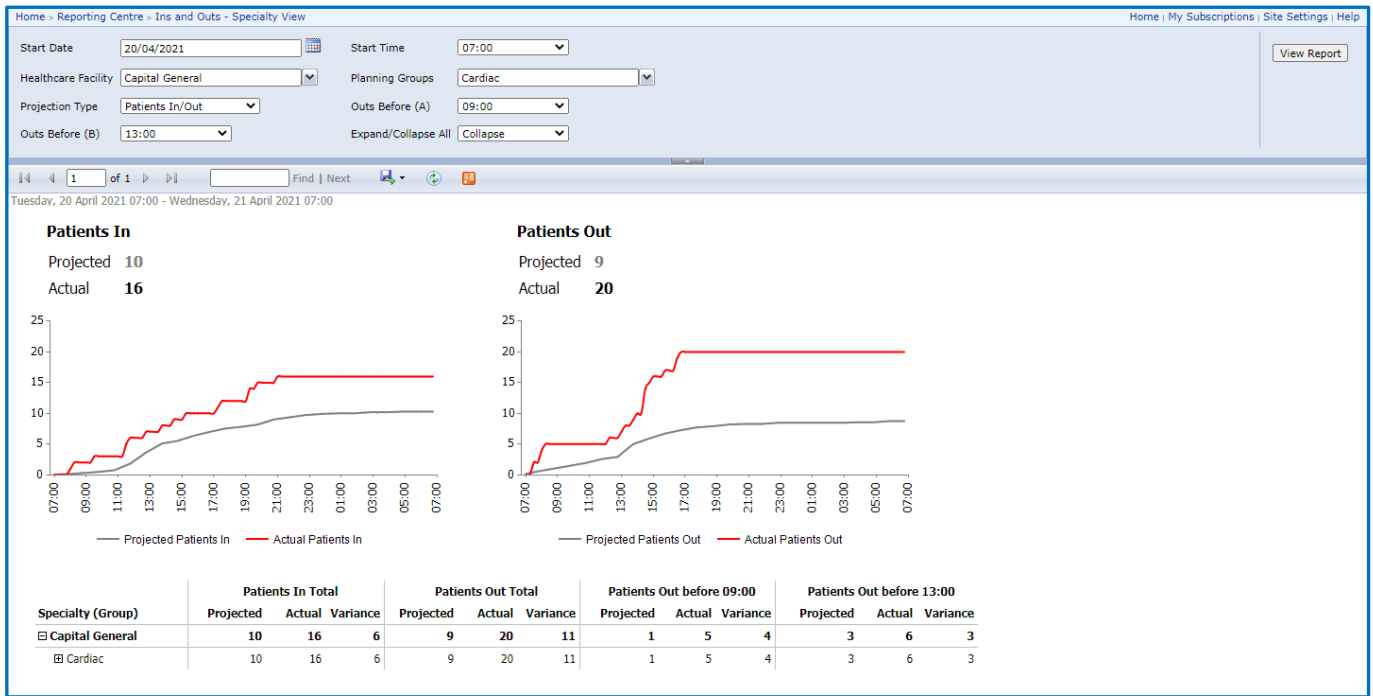 Home > Reporting Centre > Ins and Outs - Specialty View
Home | My Subscriptions | Site Settings | Help
Start Date 20/04/2021 Start Time 07:00
View Report
Healthcare Facility Capital General Planning Groups Cardiac
Projection Type Patients In/Out Outs Before (A) 09:00
Outs Before (B) 13:00 Expand/Collapse All Collapse
1 of 1 Find | Next
Tuesday, 20 April 2021 07:00 - Wednesday, 21 April 2021 07:00
Patients In
Projected 10
Actual 16
25
20
15
10
5
0
07:00 09:00 11:00 13:00 15:00 17:00 19:00 21:00 23:00 01:00 03:00 05:00 07:00
Projected Patients In Actual Patients In
Patients Out
Projected 9
Actual 20
25
20
15
10
5
0
07:00 09:00 11:00 13:00 15:00 17:00 19:00 21:00 23:00 01:00 03:00 05:00 07:00
Projected Patients Out Actual Patients Out
Patients In Total Patients Out Total Patients Out before 09:00 Patients Out before 13:00
Specialty (Group) Projected Actual Variance Projected Actual Variance Projected Actual Variance Projected Actual Variance
Capital General 10 16 6 9 20 11 1 5 4 3 6 3
Cardiac 10 16 6 9 20 11 1 5 4 3 6 3